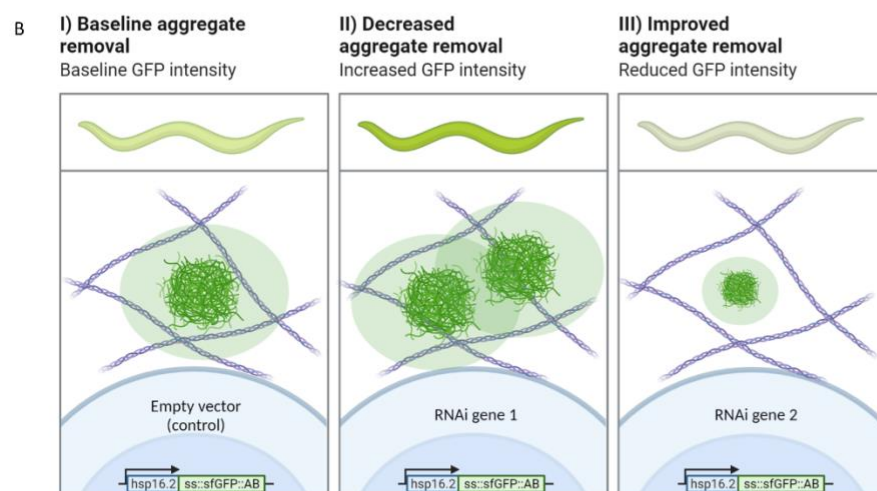 B
I) Baseline aggregate
removal
Baseline GFP intensity
II) Decreased
aggregate removal
Increased GFP intensity
III) Improved
aggregate removal
Reduced GFP intensity
Empty vector
(control)
RNAi gene 1
RNAi gene 2
hsp16.2 ss::sfGFP::AB
hsp16.2 ss::sfGFP::AB
hsp16.2 ss::sfGFP::AB